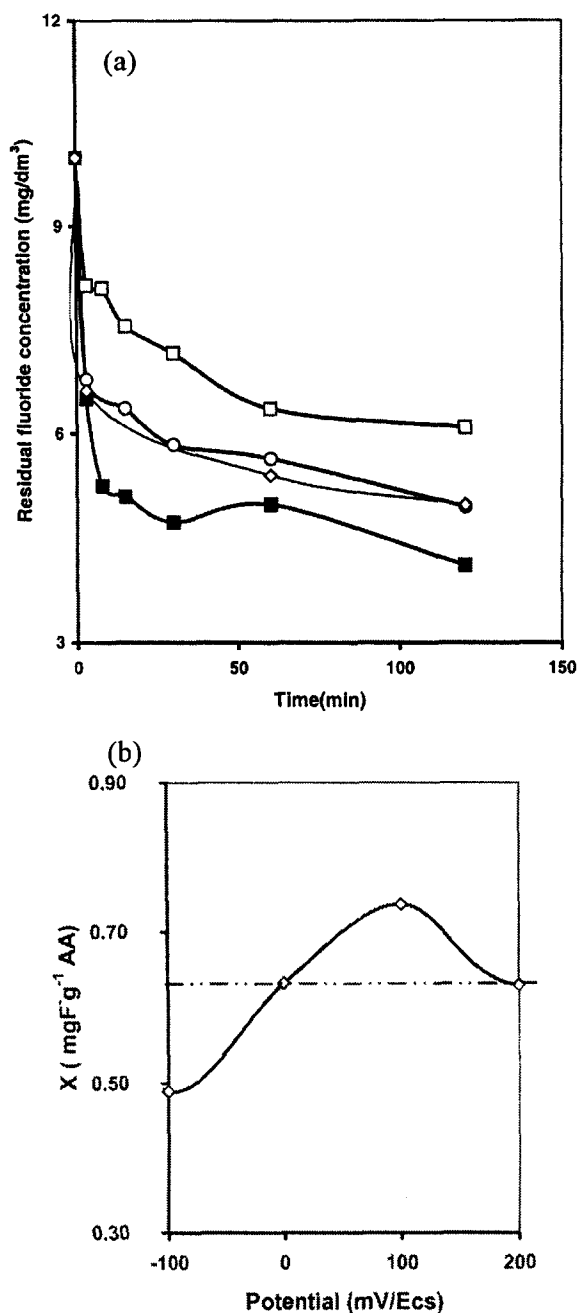 (a)
12
9
6
3
Residual fluoride concentration (mg/dm³)
0
50
100
150
Time(min)
(b)
0.90
0.70
0.50
0.30
X ( mgF⁻g⁻¹ AA)
-100
0
100
200
Potential (mV/Ecs)